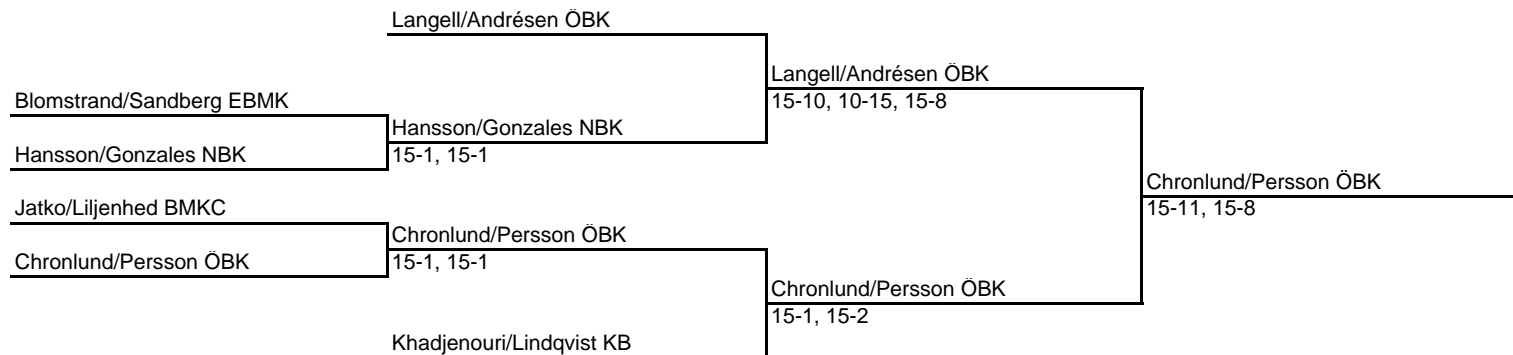 Langell/Andrésen ÖBK
Langell/Andrésen ÖBK
Blomstrand/Sandberg EBMK
15-10, 10-15, 15-8
Hansson/Gonzales NBK
Hansson/Gonzales NBK
15-1, 15-1
Chronlund/Persson ÖBK
Jatko/Liljenhed BMKC
15-11, 15-8
Chronlund/Persson ÖBK
Chronlund/Persson ÖBK
15-1, 15-1
Chronlund/Persson ÖBK
15-1, 15-2
Khadjenouri/Lindqvist KB